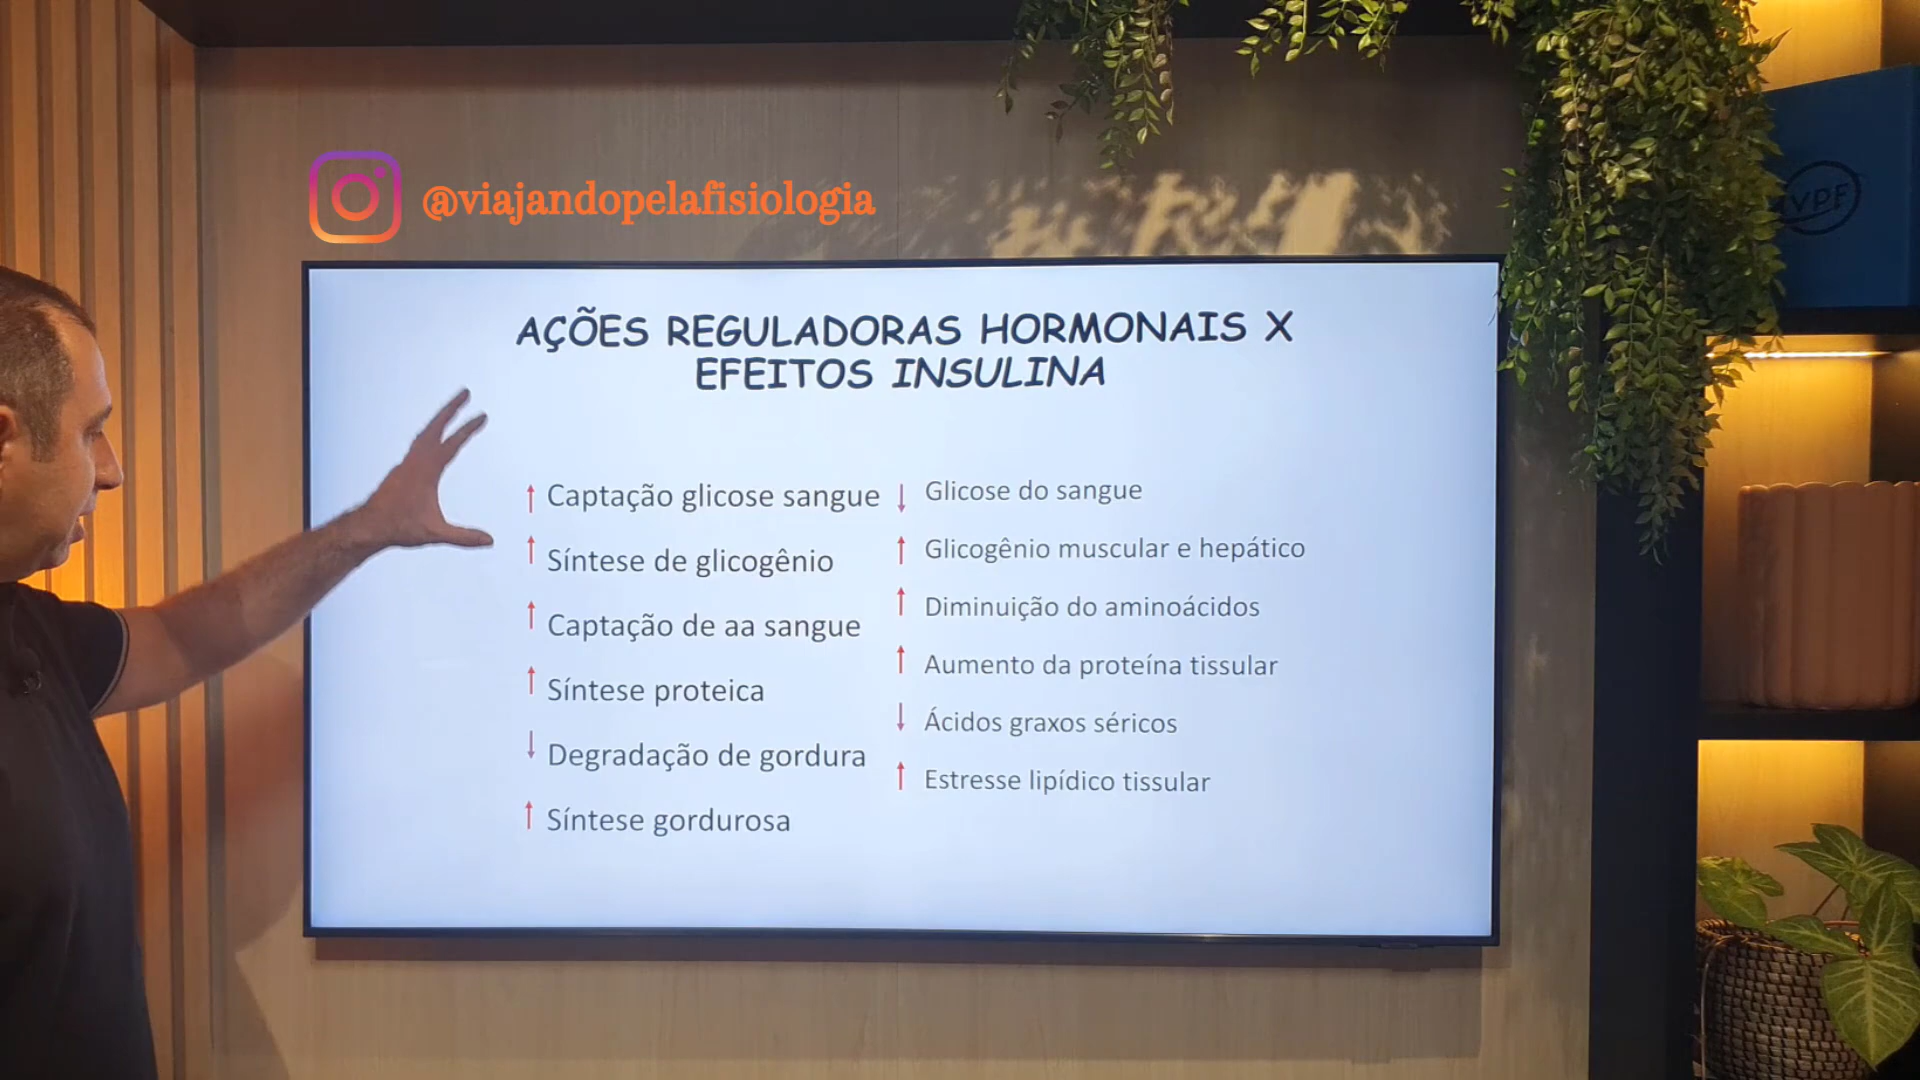 @viajandopelafisiologia
VPF
AÇÕES REGULADORAS HORMONAIS X
EFEITOS INSULINA
↑ Captação glicose sangue
↑ Síntese de glicogênio
↑ Captação de aa sangue
↑ Síntese proteica
↓ Degradação de gordura
↑ Síntese gordurosa
↓ Glicose do sangue
↑ Glicogênio muscular e hepático
↑ Diminuição do aminoácidos
↑ Aumento da proteína tissular
↓ Ácidos graxos séricos
↑ Estresse lipídico tissular